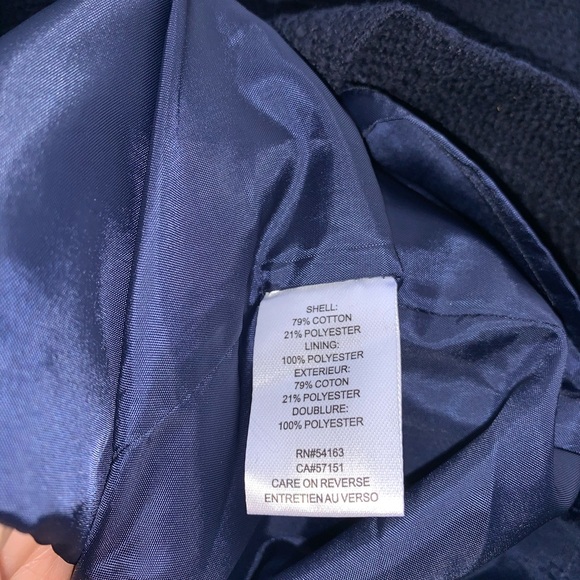 SHELL:
79% COTTON
21% POLYESTER
LINING:
100% POLYESTER
EXTERIEUR:
79% COTON
21% POLYESTER
DOUBLURE:
100% POLYESTER
RN#54163
CA#57151
CARE ON REVERSE
ENTRETIEN AU VERSO